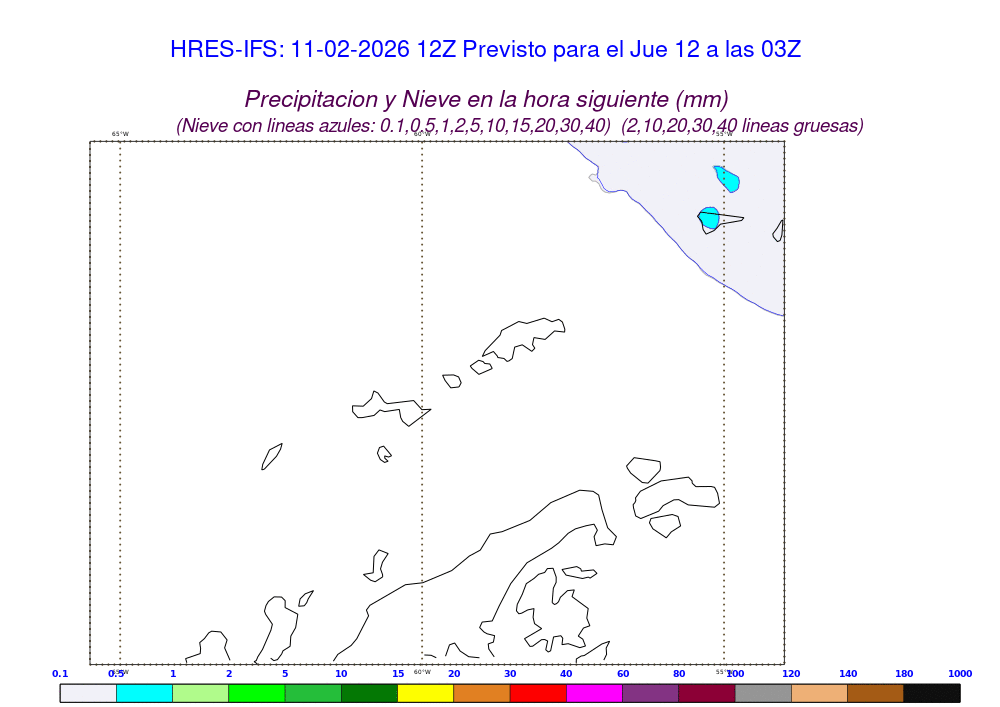 HRES-IFS: 11-02-2026 12Z Previsto para el Jue 12 a las 03Z
Precipitacion y Nieve en la hora siguiente (mm)
(Nieve con lineas azules: 0.1,0.5,1,2,5,10,15,20,30,40)  (2,10,20,30,40 lineas gruesas)
65°W 60°W 55°W
65°W 60°W 55°W
0.1 0.5 1 2 5 10 15 20 30 40 60 80 100 120 140 180 1000